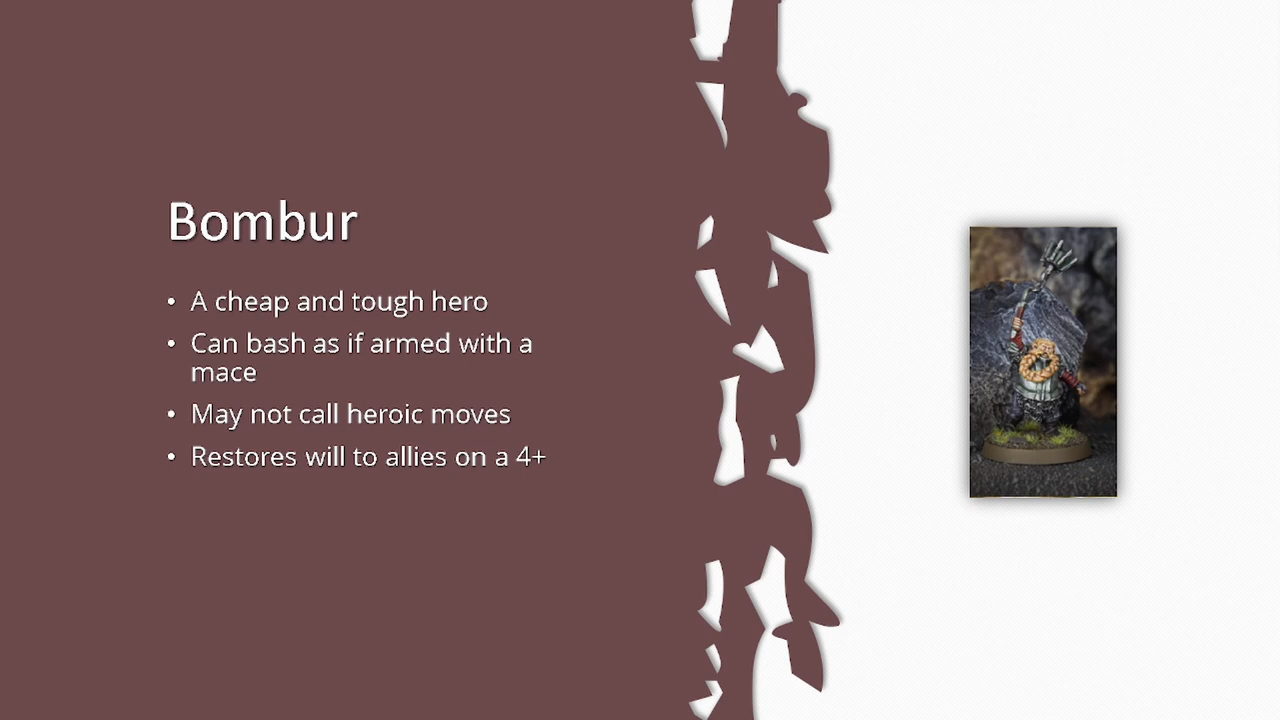 Bombur
• A cheap and tough hero
• Can bash as if armed with a
mace
• May not call heroic moves
• Restores will to allies on a 4+